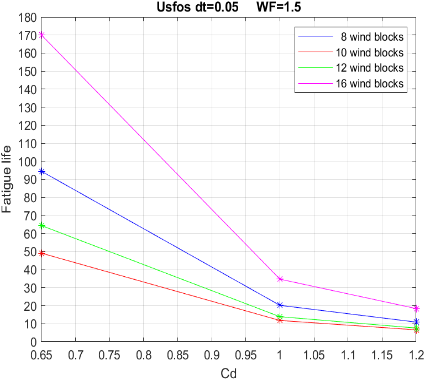 Usfos dt=0.05 WF=1.5
8 wind blocks
10 wind blocks
12 wind blocks
16 wind blocks
180
170
160
150
140
130
120
110
100
90
80
70
60
50
40
30
20
10
0
Fatigue life
0.65 0.7 0.75 0.8 0.85 0.9 0.95 1 1.05 1.1 1.15 1.2
Cd